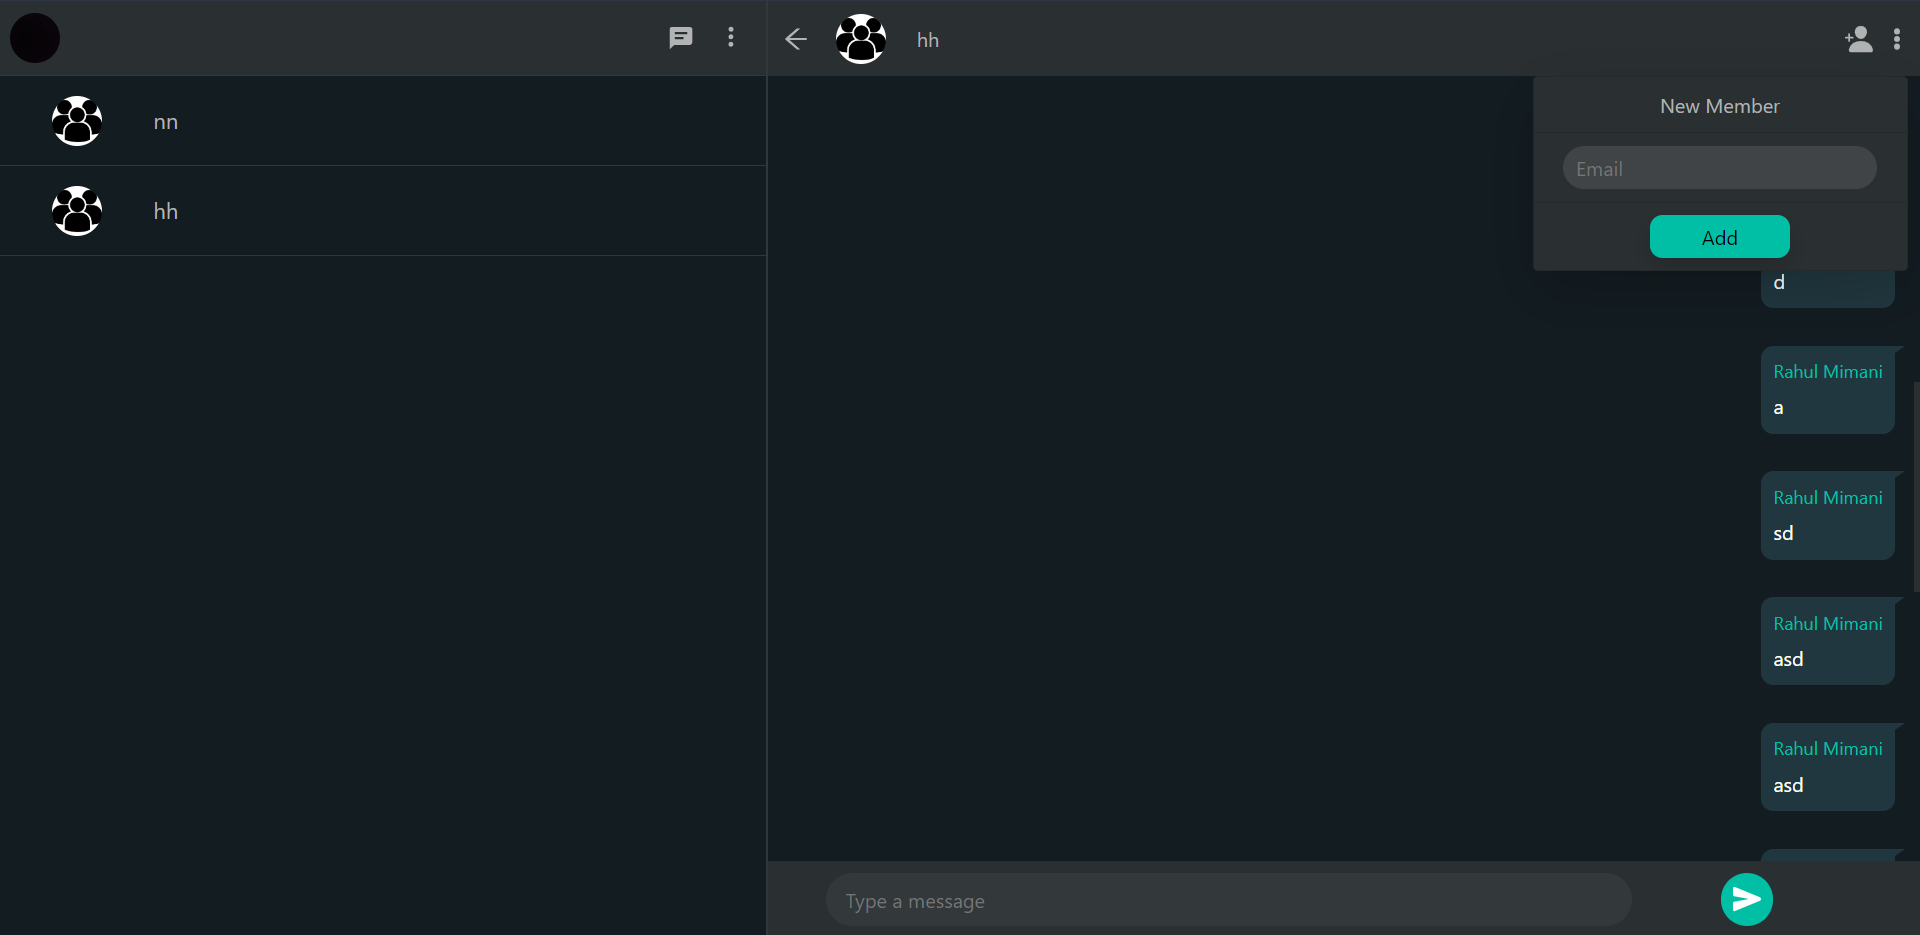 nn
hh
hh
New Member
Email
Add
d
Rahul Mimani
a
Rahul Mimani
sd
Rahul Mimani
asd
Rahul Mimani
asd
Type a message